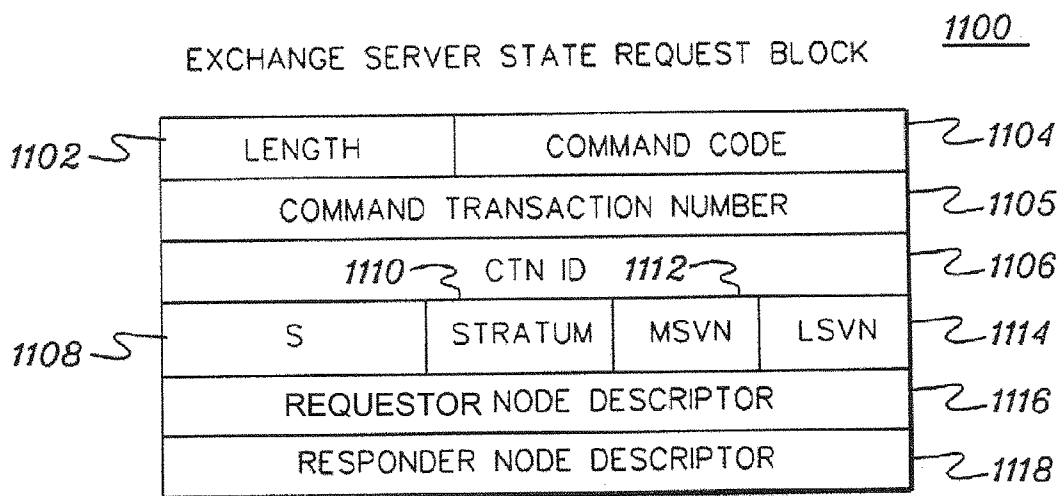 1100
EXCHANGE SERVER STATE REQUEST BLOCK
1102 LENGTH COMMAND CODE 1104
COMMAND TRANSACTION NUMBER 1105
1110 CTN ID 1112 1106
1108 S STRATUM MSVN LSVN 1114
REQUESTOR NODE DESCRIPTOR 1116
RESPONDER NODE DESCRIPTOR 1118